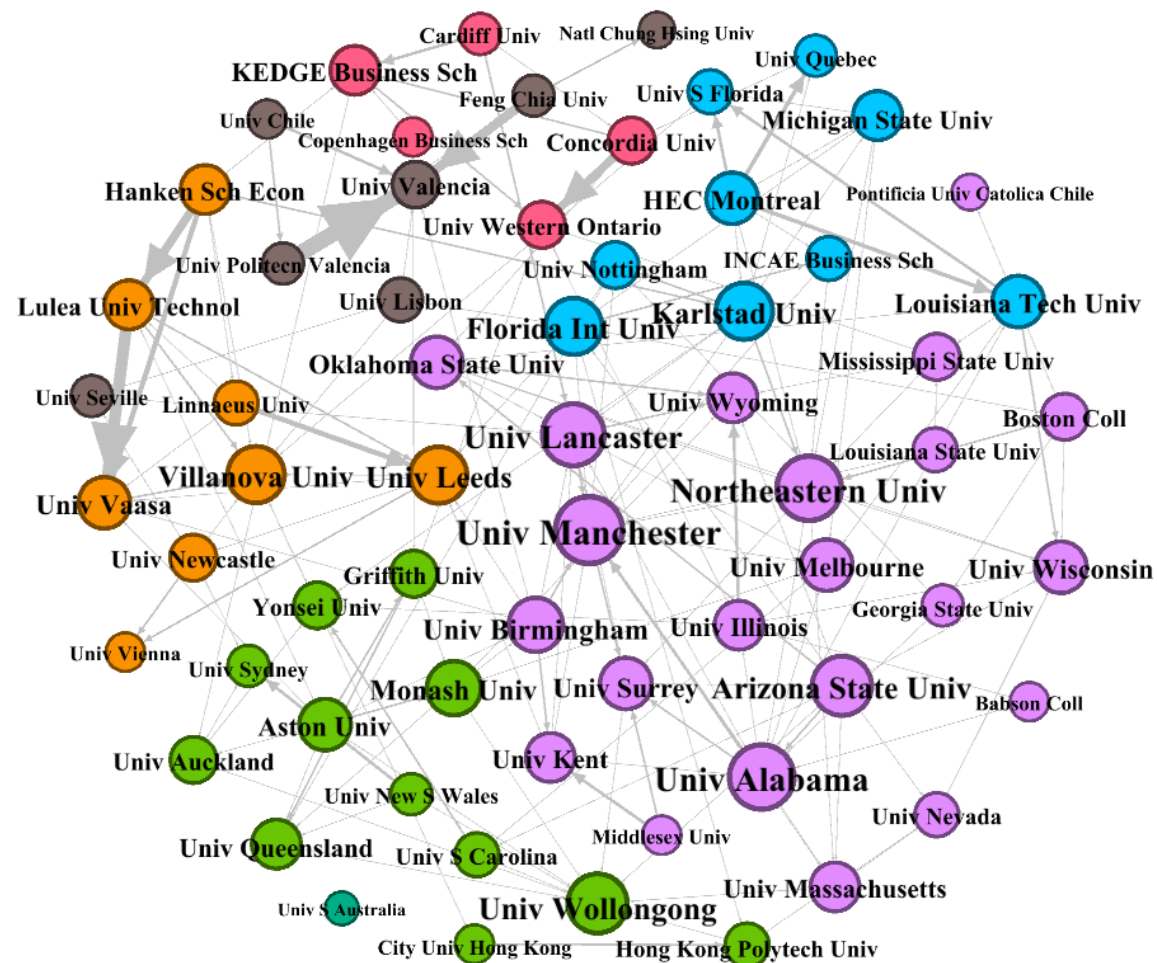 Cardiff Univ
Natl Chung Hsing Univ
Univ Quebec
KEDGE Business Sch
Feng Chia Univ
Univ S Florida
Univ Chile
Michigan State Univ
Copenhagen Business Sch
Concordia Univ
Hanken Sch Econ
Univ Valencia
HEC Montreal
Pontificia Univ Catolica Chile
Univ Western Ontario
Univ Politecn Valencia
Univ Nottingham
INCAE Business Sch
Lulea Univ Technol
Univ Lisbon
Florida Int Univ
Karlstad Univ
Louisiana Tech Univ
Oklahoma State Univ
Mississippi State Univ
Univ Seville
Linnaeus Univ
Univ Wyoming
Boston Coll
Univ Lancaster
Louisiana State Univ
Villanova Univ
Univ Leeds
Northeastern Univ
Univ Vaasa
Univ Manchester
Univ Newcastle
Griffith Univ
Univ Melbourne
Univ Wisconsin
Yonsei Univ
Georgia State Univ
Univ Birmingham
Univ Illinois
Univ Vienna
Univ Sydney
Monash Univ
Univ Surrey
Arizona State Univ
Babson Coll
Aston Univ
Univ Auckland
Univ Kent
Univ Alabama
Univ New S Wales
Univ Nevada
Middlesex Univ
Univ Queensland
Univ S Carolina
Univ Massachusetts
Univ S Australia
Univ Wollongong
City Univ Hong Kong
Hong Kong Polytech Univ